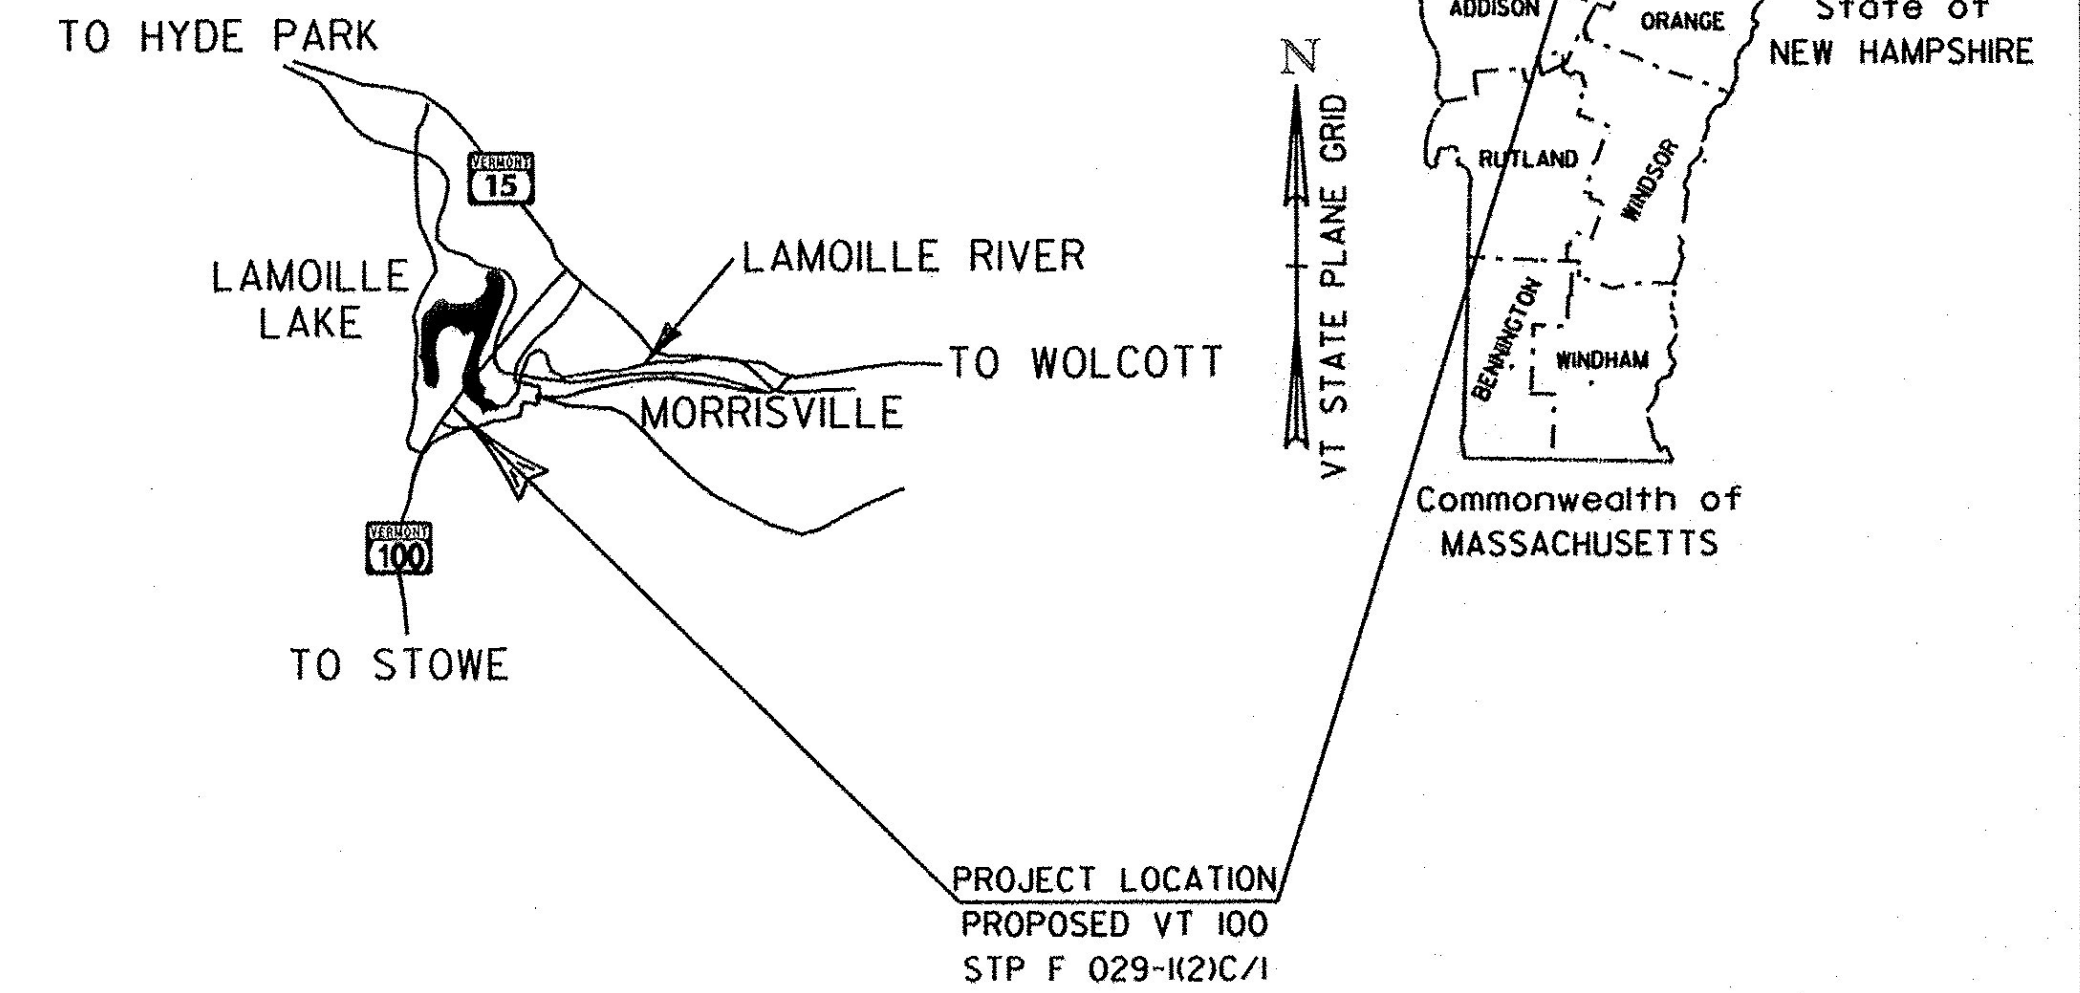 TO HYDE PARK
VERMONT
15
LAMOILLE
LAKE
LAMOILLE RIVER
TO WOLCOTT
MORRISVILLE
VERMONT
100
TO STOWE
N
VT STATE PLANE GRID
ADDISON
ORANGE
State of
NEW HAMPSHIRE
RUTLAND
WINDSOR
BENNINGTON
WINDHAM
Commonwealth of
MASSACHUSETTS
PROJECT LOCATION
PROPOSED VT 100
STP F 029-1(2)C/1